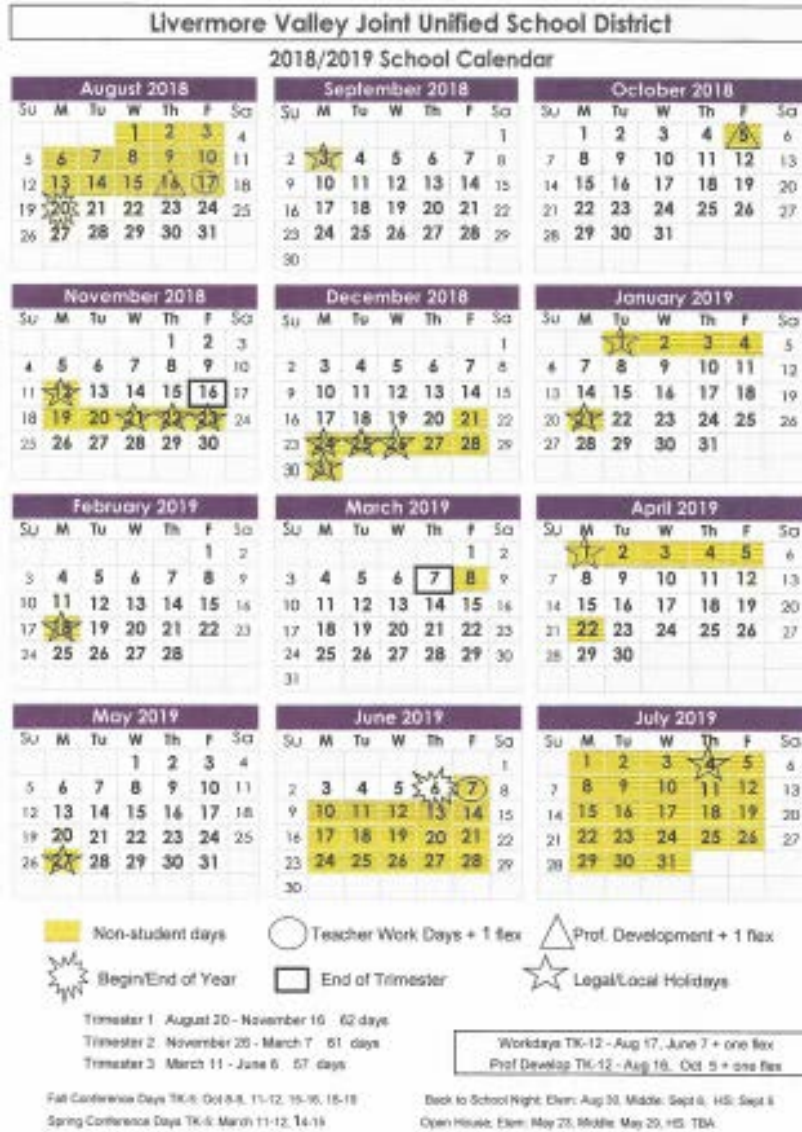 Livermore Valley Joint Unified School District
2018/2019 School Calendar
August 2018
Su M Tu W Th F Sa
1 2 3 4
5 6 7 8 9 10 11
12 13 14 15 16 17 18
19 20 21 22 23 24 25
26 27 28 29 30 31
September 2018
Su M Tu W Th F Sa
1
2 3 4 5 6 7 8
9 10 11 12 13 14 15
16 17 18 19 20 21 22
23 24 25 26 27 28 29
30
October 2018
Su M Tu W Th F Sa
1 2 3 4 5 6
7 8 9 10 11 12 13
14 15 16 17 18 19 20
21 22 23 24 25 26 27
28 29 30 31
November 2018
Su M Tu W Th F Sa
1 2 3
4 5 6 7 8 9 10
11 12 13 14 15 16 17
18 19 20 21 22 23 24
25 26 27 28 29 30
December 2018
Su M Tu W Th F Sa
1
2 3 4 5 6 7 8
9 10 11 12 13 14 15
16 17 18 19 20 21 22
23 24 25 26 27 28 29
30 31
January 2019
Su M Tu W Th F Sa
1 2 3 4 5
6 7 8 9 10 11 12
13 14 15 16 17 18 19
20 21 22 23 24 25 26
27 28 29 30 31
February 2019
Su M Tu W Th F Sa
1 2
3 4 5 6 7 8 9
10 11 12 13 14 15 16
17 18 19 20 21 22 23
24 25 26 27 28
March 2019
Su M Tu W Th F Sa
1 2
3 4 5 6 7 8 9
10 11 12 13 14 15 16
17 18 19 20 21 22 23
24 25 26 27 28 29 30
31
April 2019
Su M Tu W Th F Sa
1 2 3 4 5 6
7 8 9 10 11 12 13
14 15 16 17 18 19 20
21 22 23 24 25 26 27
28 29 30
May 2019
Su M Tu W Th F Sa
1 2 3 4
5 6 7 8 9 10 11
12 13 14 15 16 17 18
19 20 21 22 23 24 25
26 27 28 29 30 31
June 2019
Su M Tu W Th F Sa
1
2 3 4 5 6 7 8
9 10 11 12 13 14 15
16 17 18 19 20 21 22
23 24 25 26 27 28 29
30
July 2019
Su M Tu W Th F Sa
1 2 3 4 5 6
7 8 9 10 11 12 13
14 15 16 17 18 19 20
21 22 23 24 25 26 27
28 29 30 31
Non-student days
Teacher Work Days + 1 flex
Prof. Development + 1 flex
Begin/End of Year
End of Trimester
Legal/Local Holidays
Trimester 1 August 20 - November 16 62 days
Trimester 2 November 26 - March 7 61 days
Trimester 3 March 11 - June 6 57 days
Workdays TK-12 - Aug 17, June 7 + one flex
Prof Develop TK-12 - Aug 16, Oct 5 + one flex
Fall Conference Days TK-5: Oct 8-9, 11-12, 15-16, 18-19
Spring Conference Days TK-5: March 11-12, 14-15
Back to School Night: Elem: Aug 30, Middle: Sept 6, HS: Sept
Open House: Elem: May 23, Middle: May 29, HS: TBA